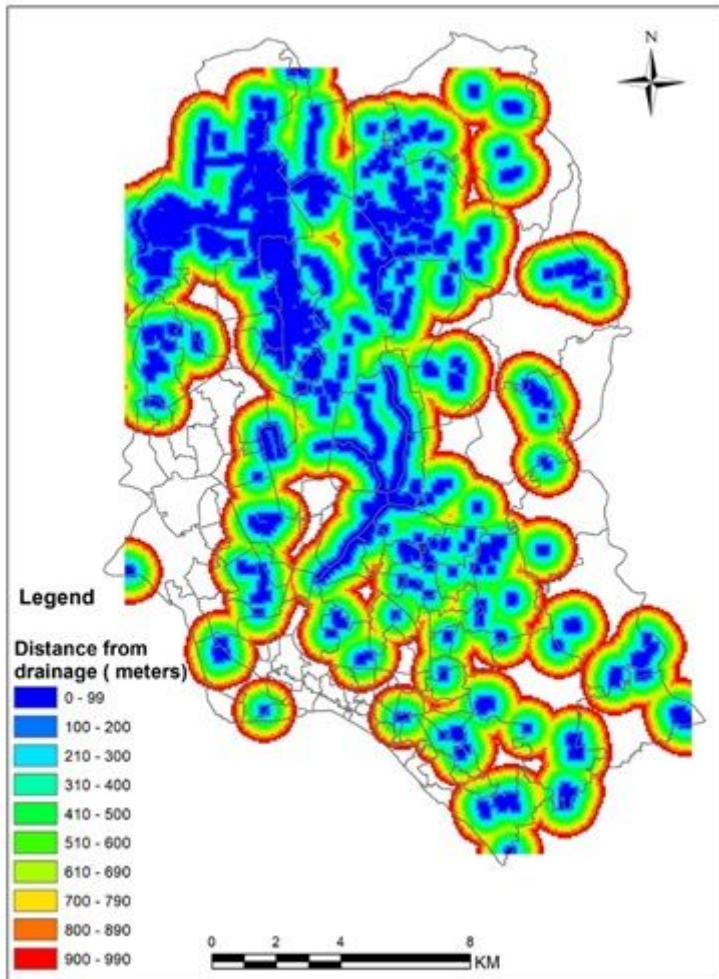 N
Legend
Distance from
drainage ( meters)
0 - 99
100 - 200
210 - 300
310 - 400
410 - 500
510 - 600
610 - 690
700 - 790
800 - 890
900 - 990
0 2 4 8
KM